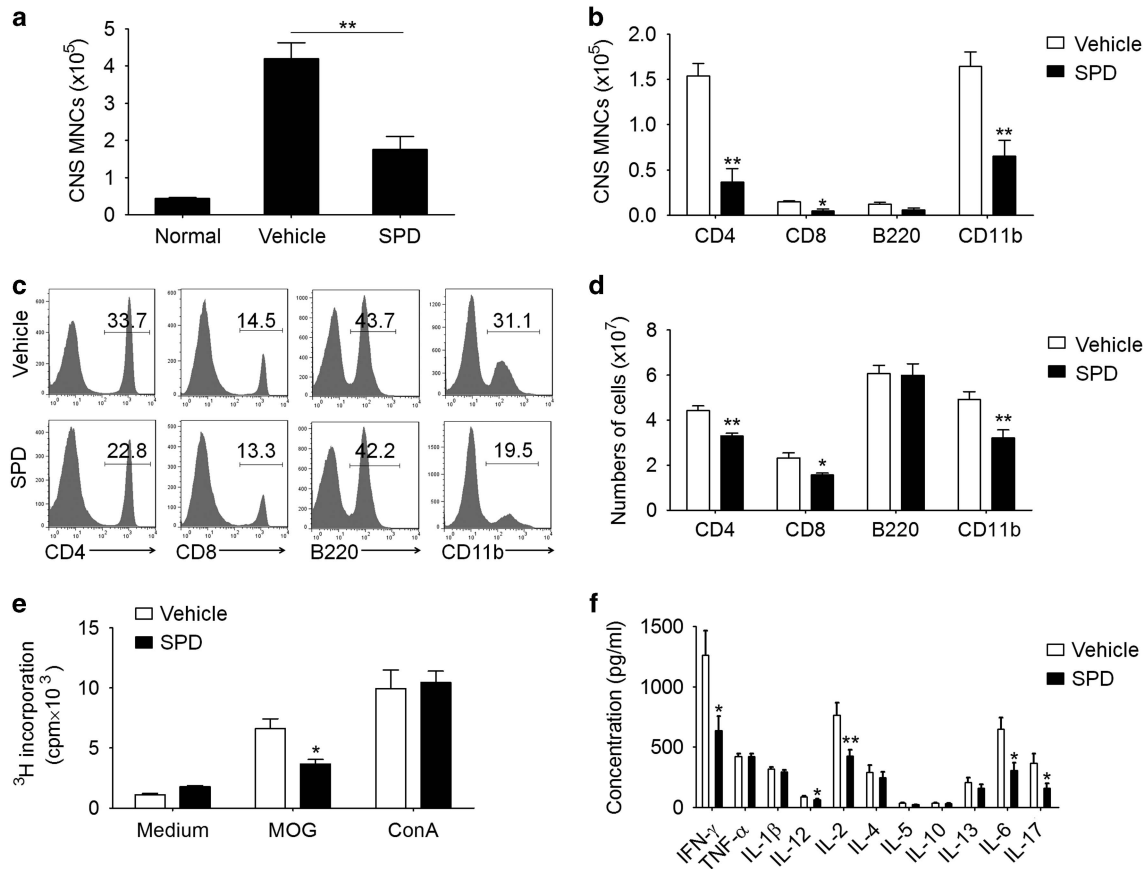 a
CNS MNCs (x10⁵)
5
4
3
2
1
0
**
Normal Vehicle SPD
b
CNS MNCs (x10⁵)
2.0
1.5
1.0
0.5
0.0
** * **
CD4 CD8 B220 CD11b
Vehicle
SPD
c
Vehicle
33.7 14.5 43.7 31.1
SPD
22.8 13.3 42.2 19.5
CD4 CD8 B220 CD11b
d
Numbers of cells (x10⁷)
8
6
4
2
0
** * **
CD4 CD8 B220 CD11b
Vehicle
SPD
e
Vehicle
SPD
³H incorporation
(cpm×10³)
15
10
5
0
*
Medium MOG ConA
f
Concentration (pg/ml)
1500
1000
500
0
* * ** * *
IFN-γ TNF-α IL-1β IL-12 IL-2 IL-4 IL-5 IL-10 IL-13 IL-6 IL-17
Vehicle
SPD